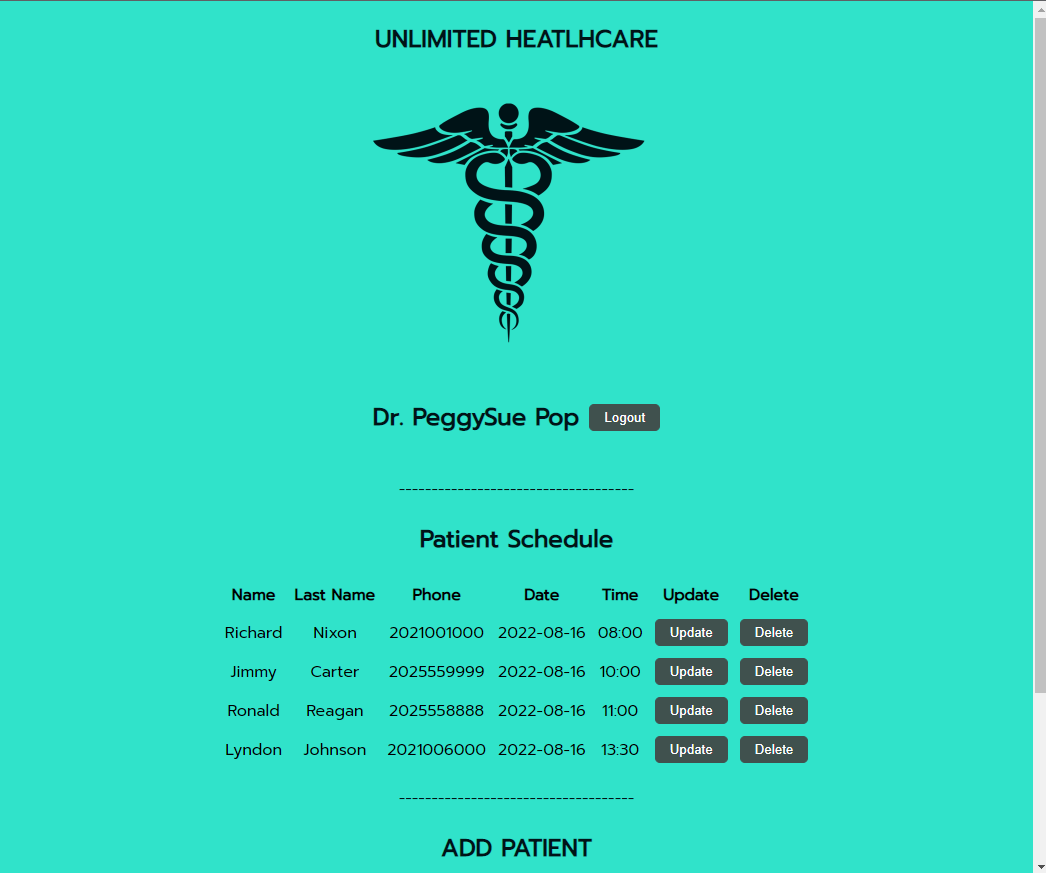 UNLIMITED HEATLHCARE
Dr. PeggySue Pop Logout
------------------------------------
Patient Schedule
Name Last Name Phone Date Time Update Delete
Richard Nixon 2021001000 2022-08-16 08:00 Update Delete
Jimmy Carter 2025559999 2022-08-16 10:00 Update Delete
Ronald Reagan 2025558888 2022-08-16 11:00 Update Delete
Lyndon Johnson 2021006000 2022-08-16 13:30 Update Delete
------------------------------------
ADD PATIENT